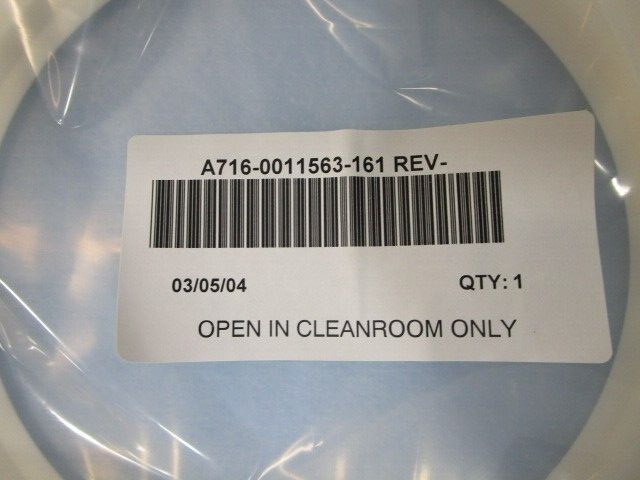 A716-0011563-161 REV-
03/05/04
QTY: 1
OPEN IN CLEANROOM ONLY